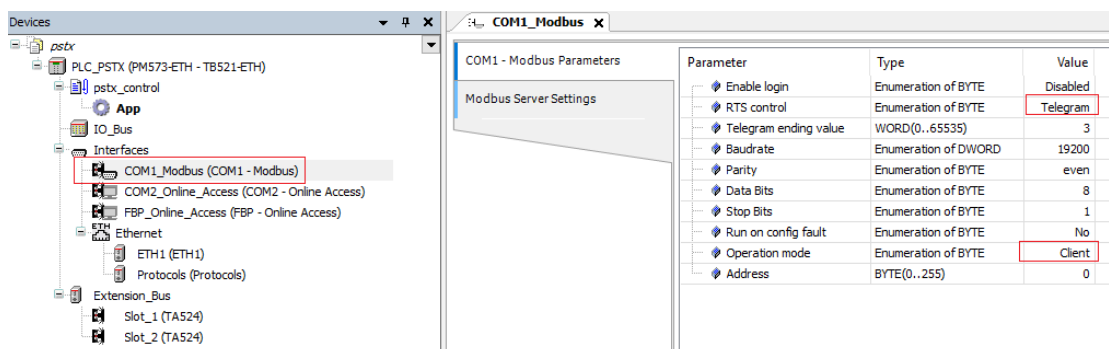 Devices
pstx
PLC_PSTX (PM573-ETH - TB521-ETH)
pstx_control
App
IO_Bus
Interfaces
COM1_Modbus (COM1 - Modbus)
COM2_Online_Access (COM2 - Online Access)
FBP_Online_Access (FBP - Online Access)
ETH Ethernet
ETH1 (ETH1)
Protocols (Protocols)
Extension_Bus
Slot_1 (TA524)
Slot_2 (TA524)
COM1_Modbus x
COM1 - Modbus Parameters
Modbus Server Settings
Parameter Type Value
Enable login Enumeration of BYTE Disabled
RTS control Enumeration of BYTE Telegram
Telegram ending value WORD(0..65535) 3
Baudrate Enumeration of DWORD 19200
Parity Enumeration of BYTE even
Data Bits Enumeration of BYTE 8
Stop Bits Enumeration of BYTE 1
Run on config fault Enumeration of BYTE No
Operation mode Enumeration of BYTE Client
Address BYTE(0..255) 0